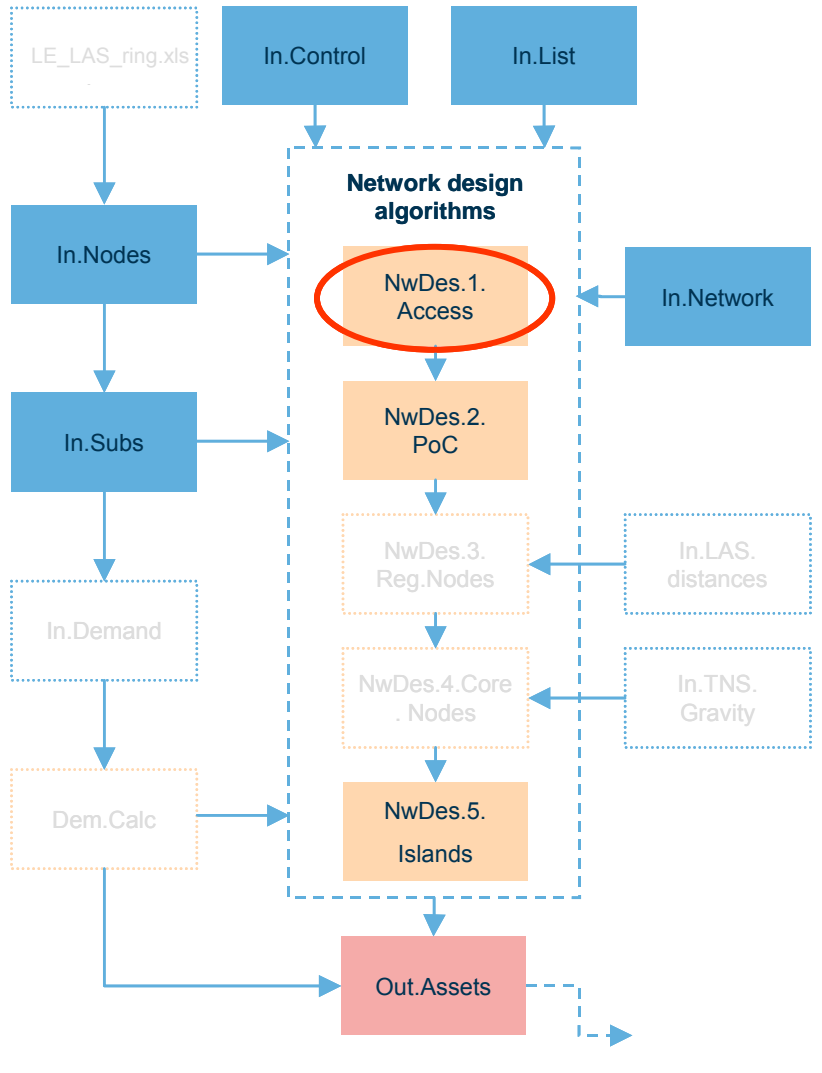 LE_LAS_ring.xls
.
In.Control
In.List
Network design
algorithms
In.Nodes
NwDes.1.
Access
In.Network
In.Subs
NwDes.2.
PoC
NwDes.3.
Reg.Nodes
In.LAS.
distances
In.Demand
NwDes.4.Core
. Nodes
In.TNS.
Gravity
Dem.Calc
NwDes.5.
Islands
Out.Assets